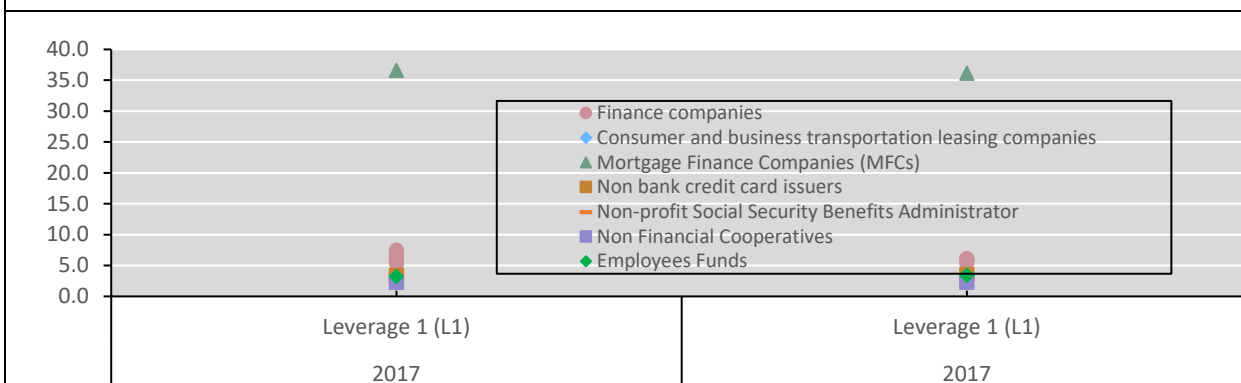 40.0
35.0
30.0
25.0
20.0
15.0
10.0
5.0
0.0
Finance companies
Consumer and business transportation leasing companies
Mortgage Finance Companies (MFCs)
Non bank credit card issuers
Non-profit Social Security Benefits Administrator
Non Financial Cooperatives
Employees Funds
Leverage 1 (L1) Leverage 1 (L1)
2017 2017